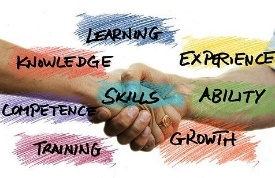 LEARNING
KNOWLEDGE
EXPERIENCE
COMPETENCE
SKILLS
ABILITY
TRAINING
GROWTH